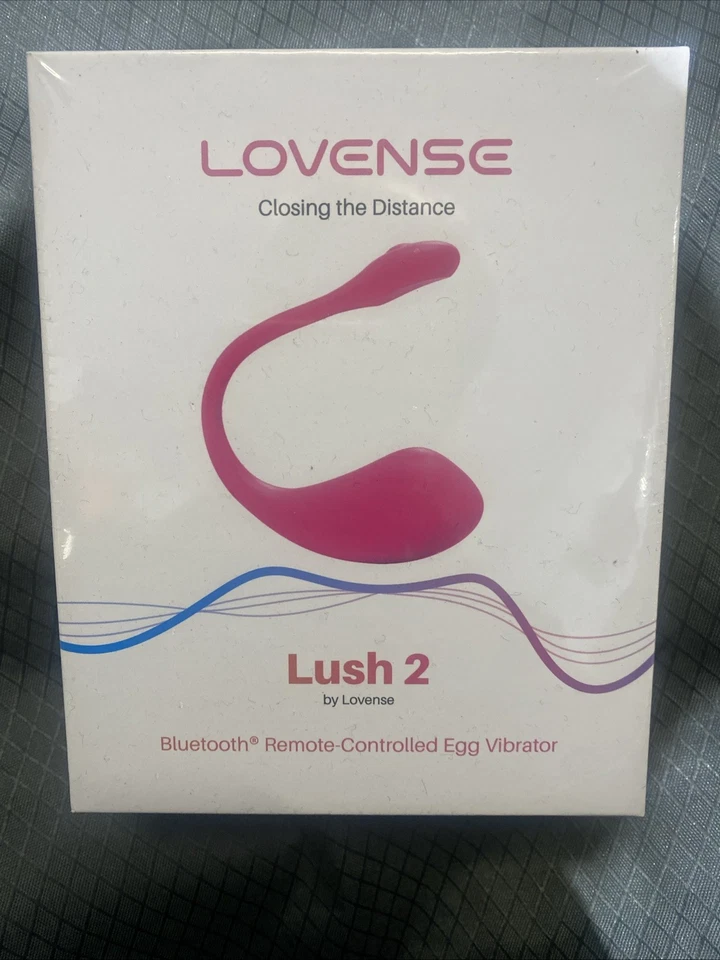 LOVENSE
Closing the Distance
Lush 2
by Lovense
Bluetooth® Remote-Controlled Egg Vibrator